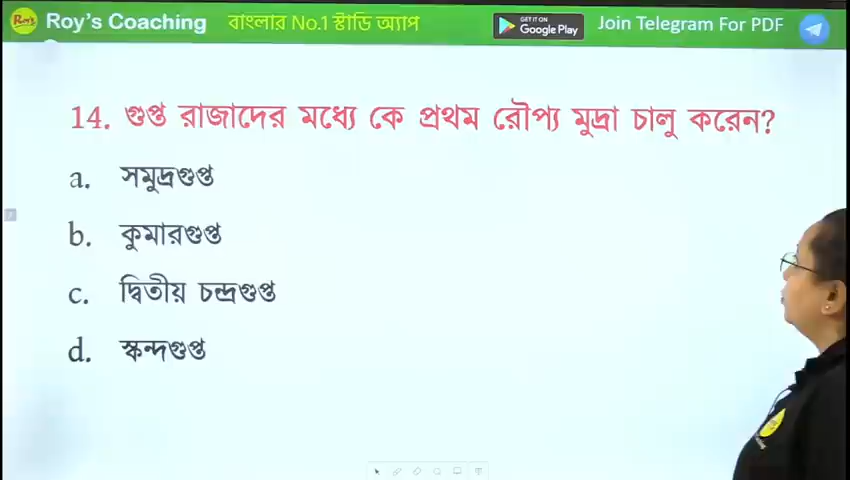 Roy's Coaching বাংলার No.1 স্টাডি অ্যাপ GET IT ON Google Play Join Telegram For PDF
14. গুপ্ত রাজাদের মধ্যে কে প্রথম রৌপ্য মুদ্রা চালু করেন?
a. সমুদ্রগুপ্ত
b. কুমারগুপ্ত
c. দ্বিতীয় চন্দ্রগুপ্ত
d. স্কন্দগুপ্ত